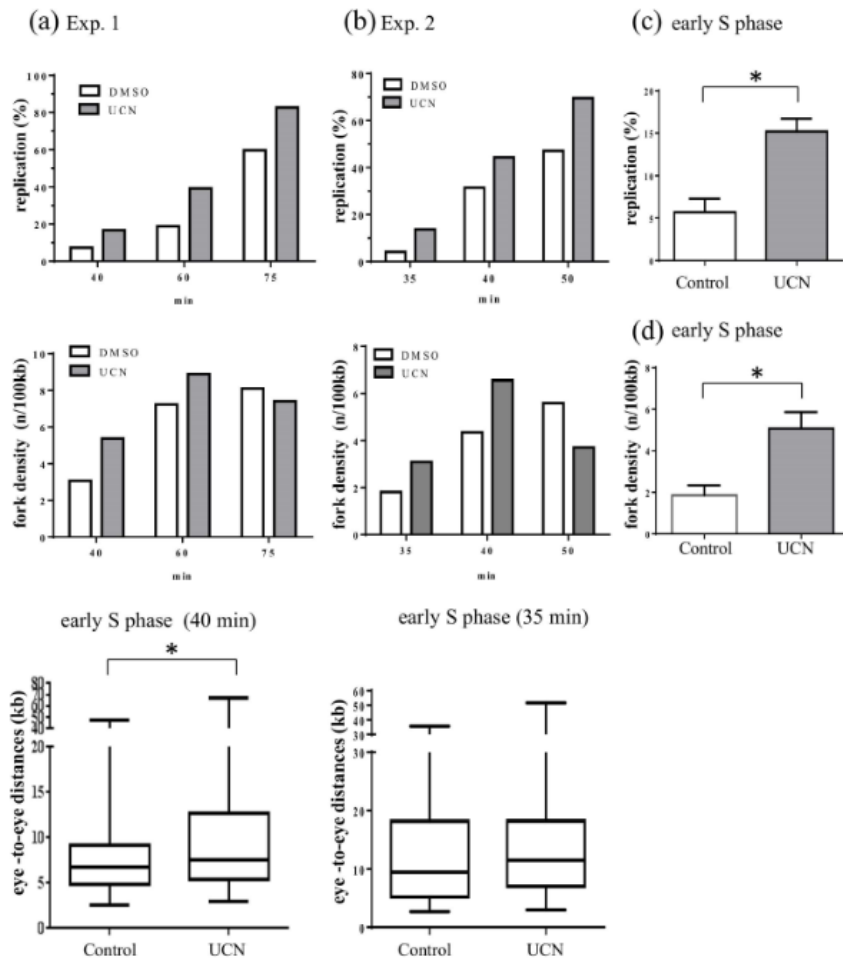 (a) Exp. 1
replication (%)
100
80
60
40
20
0
DMSO
UCN
40 60 75
min
(b) Exp. 2
replication (%)
80
60
40
20
0
DMSO
UCN
35 40 50
min
(c) early S phase
replication (%)
20
15
10
5
0
*
Control UCN
fork density (n/100kb)
10
8
6
4
2
0
DMSO
UCN
40 60 75
min
fork density (n/100kb)
8
6
4
2
0
DMSO
UCN
35 40 50
min
(d) early S phase
fork density (n/100kb)
8
6
4
2
0
*
Control UCN
early S phase (40 min)
eye -to-eye distances (kb)
80
70
60
50
40
20
15
10
5
0
*
Control UCN
early S phase (35 min)
eye -to-eye distances (kb)
60
50
40
30
30
20
10
0
Control UCN